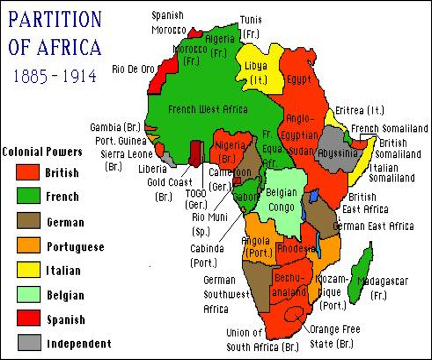 PARTITION
OF AFRICA
1885-1914
Spanish
Morocco
Tunis
(Fr.)
Morocco
(Fr.)
Algeria
(Fr.)
Rio De Oro
Libya
(It.)
Egypt
French West Africa
Anglo-
Egyptian
Sudan
Eritrea (It.)
French Somaliland
British
Somaliland
Italian
Somaliland
Abyssinia
Gambia (Br.)
Port. Guinea
Sierra Leone
(Br.)
Liberia
Gold Coast
(Br.)
TOGO
(Ger.)
Nigeria
(Br.)
Cameroon
(Ger.)
Fr.
Equa.
Afr.
Rio Muni
(Sp.)
Gabon
Cabinda
(Port.)
Belgian
Congo
British
East Africa
German East Africa
Angola
(Port.)
Rhodesia
German
Southwest
Africa
Bechu-
analand
Mozam-
bique
(Port.)
Madagascar
(Fr.)
Union of
South Africa (Br.)
Orange Free
State (Br.)
Colonial Powers
British
French
German
Portuguese
Italian
Belgian
Spanish
Independent